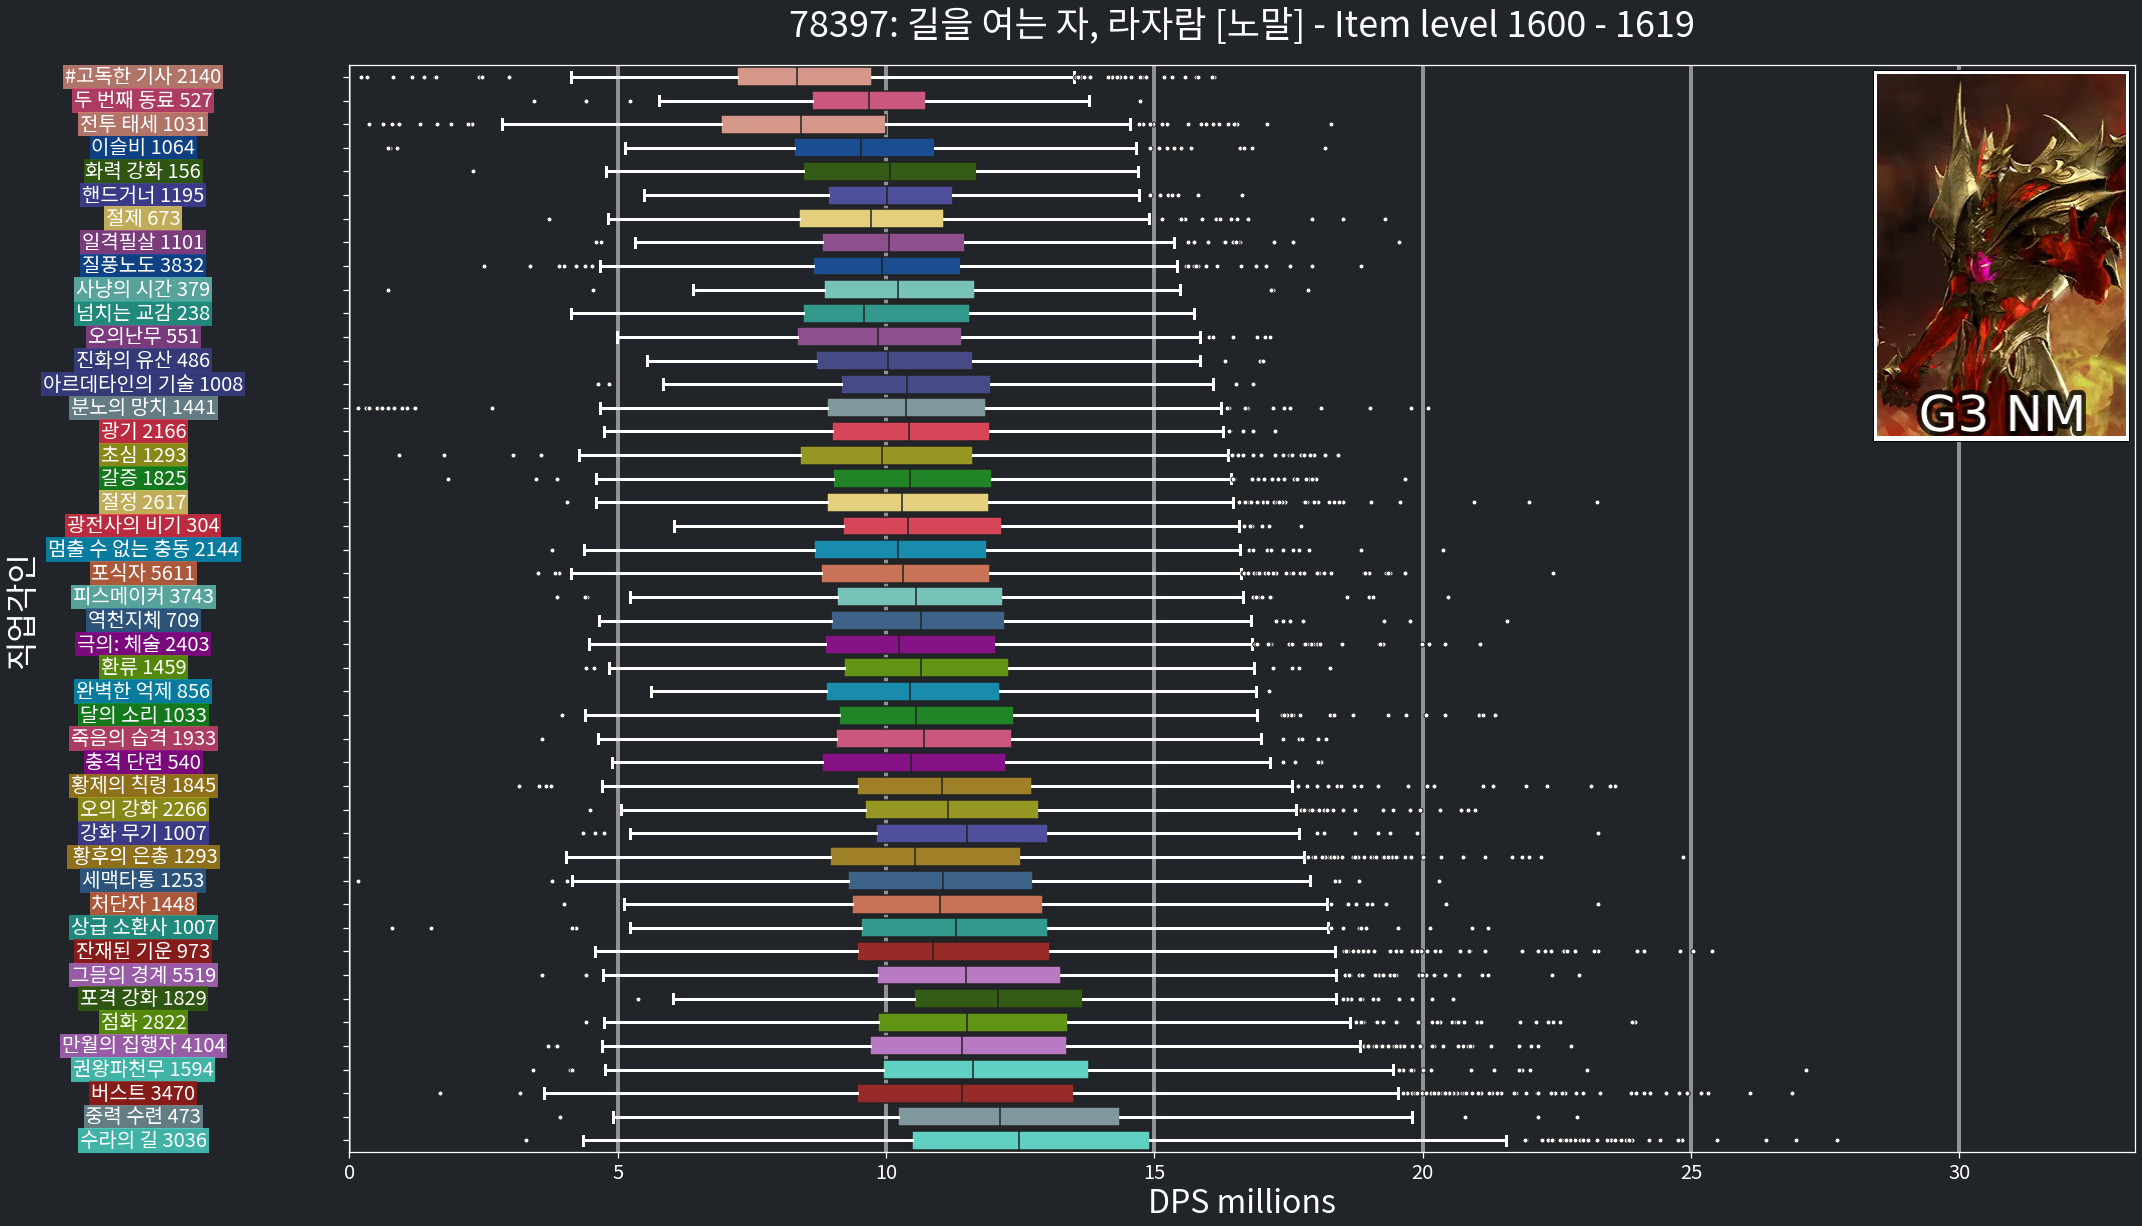 78397: 길을 여는 자, 라자람 [노말] - Item level 1600 - 1619
직업각인
#고독한 기사 2140
두 번째 동료 527
전투 태세 1031
이슬비 1064
화력 강화 156
핸드거너 1195
절제 673
일격필살 1101
질풍노도 3832
사냥의 시간 379
넘치는 교감 238
오의난무 551
진화의 유산 486
아르데타인의 기술 1008
분노의 망치 1441
광기 2166
초심 1293
갈증 1825
절정 2617
광전사의 비기 304
멈출 수 없는 충동 2144
포식자 5611
피스메이커 3743
역천지체 709
극의: 체술 2403
환류 1459
완벽한 억제 856
달의 소리 1033
죽음의 습격 1933
충격 단련 540
황제의 칙령 1845
오의 강화 2266
강화 무기 1007
황후의 은총 1293
세맥타통 1253
처단자 1448
상급 소환사 1007
잔재된 기운 973
그믐의 경계 5519
포격 강화 1829
점화 2822
만월의 집행자 4104
권왕파천무 1594
버스트 3470
중력 수련 473
수라의 길 3036
G3 NM
0 5 10 15 20 25 30
DPS millions